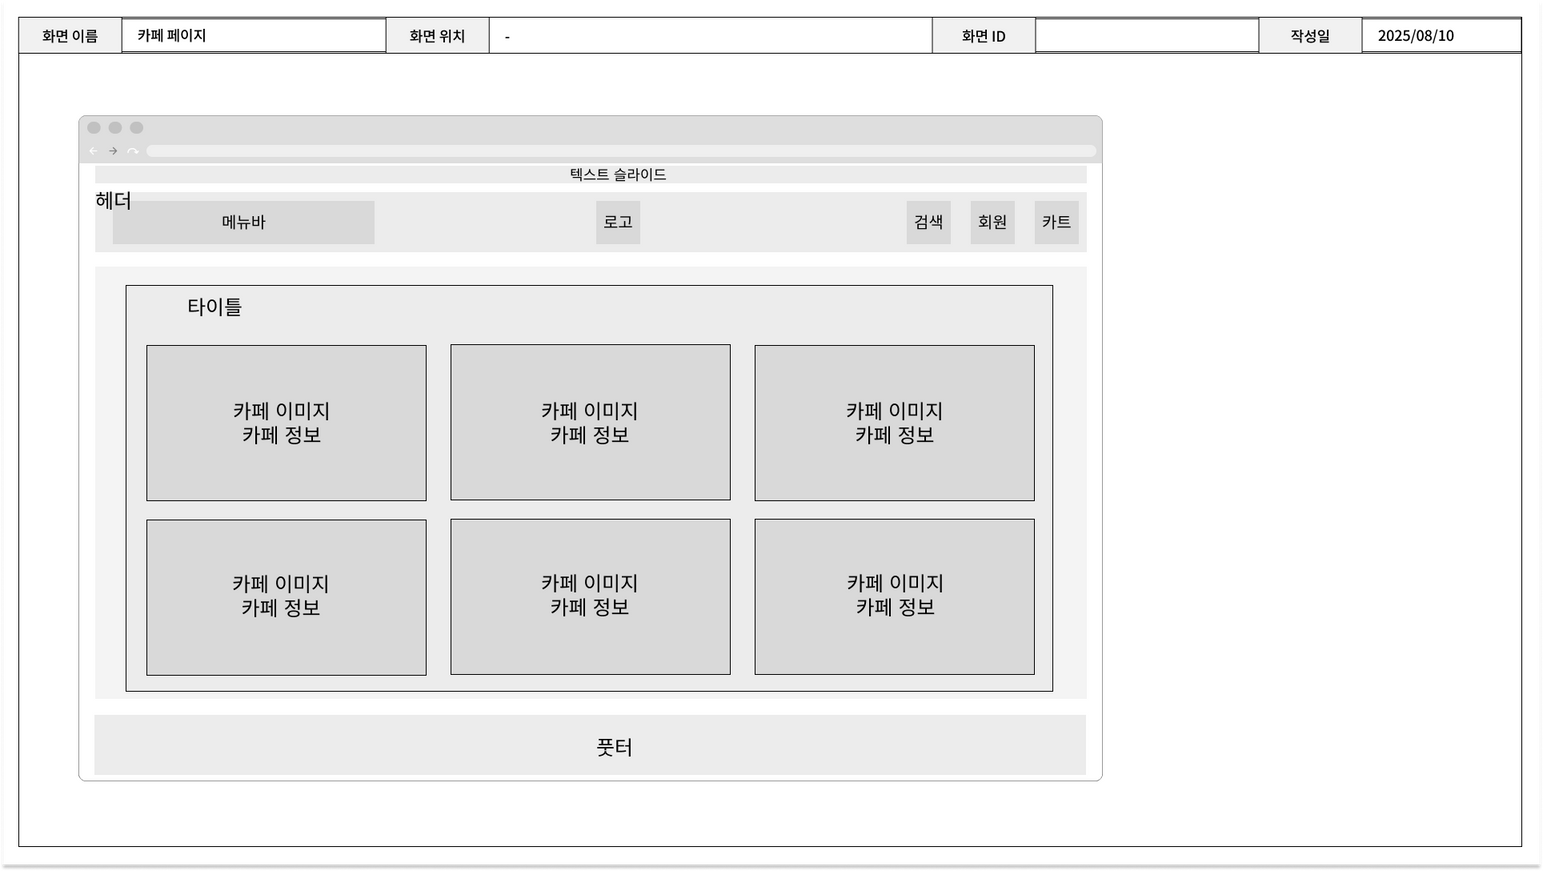 화면 이름
카페 페이지
화면 위치
-
화면 ID
작성일
2025/08/10
텍스트 슬라이드
헤더
메뉴바
로고
검색
회원
카트
타이틀
카페 이미지
카페 정보
카페 이미지
카페 정보
카페 이미지
카페 정보
카페 이미지
카페 정보
카페 이미지
카페 정보
카페 이미지
카페 정보
풋터